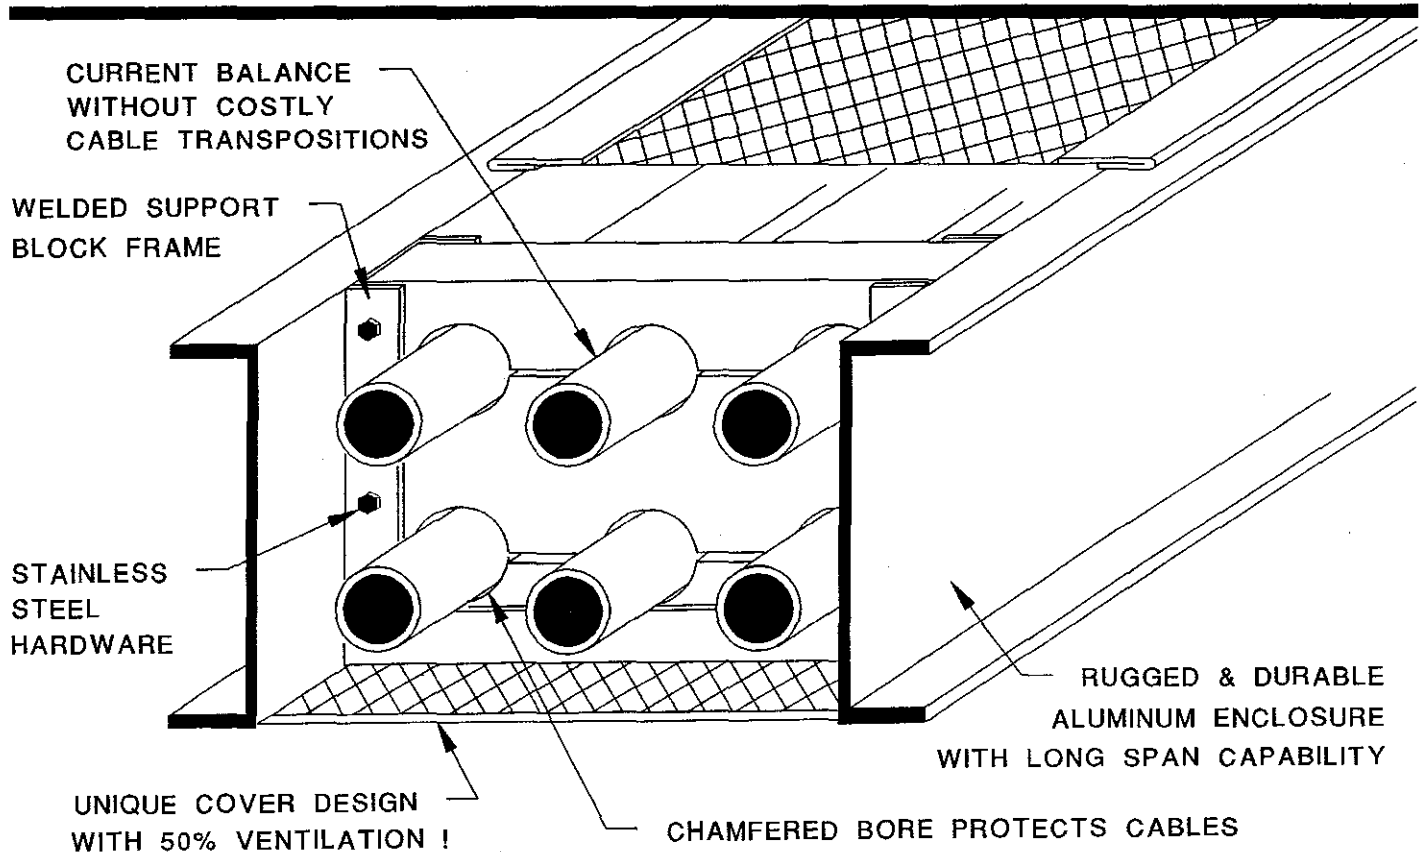 CURRENT BALANCE
WITHOUT COSTLY
CABLE TRANSPOSITIONS
WELDED SUPPORT
BLOCK FRAME
STAINLESS
STEEL
HARDWARE
RUGGED & DURABLE
ALUMINUM ENCLOSURE
WITH LONG SPAN CAPABILITY
UNIQUE COVER DESIGN
WITH 50% VENTILATION !
CHAMFERED BORE PROTECTS CABLES